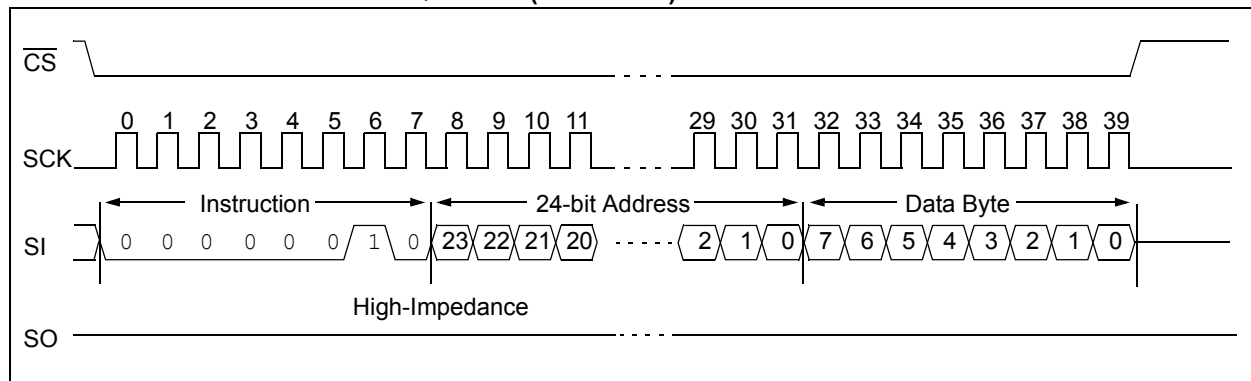 CS
0 1 2 3 4 5 6 7 8 9 10 11 29 30 31 32 33 34 35 36 37 38 39
SCK
Instruction 24-bit Address Data Byte
SI 0 0 0 0 0 0 1 0 23 22 21 20 2 1 0 7 6 5 4 3 2 1 0
High-Impedance
SO